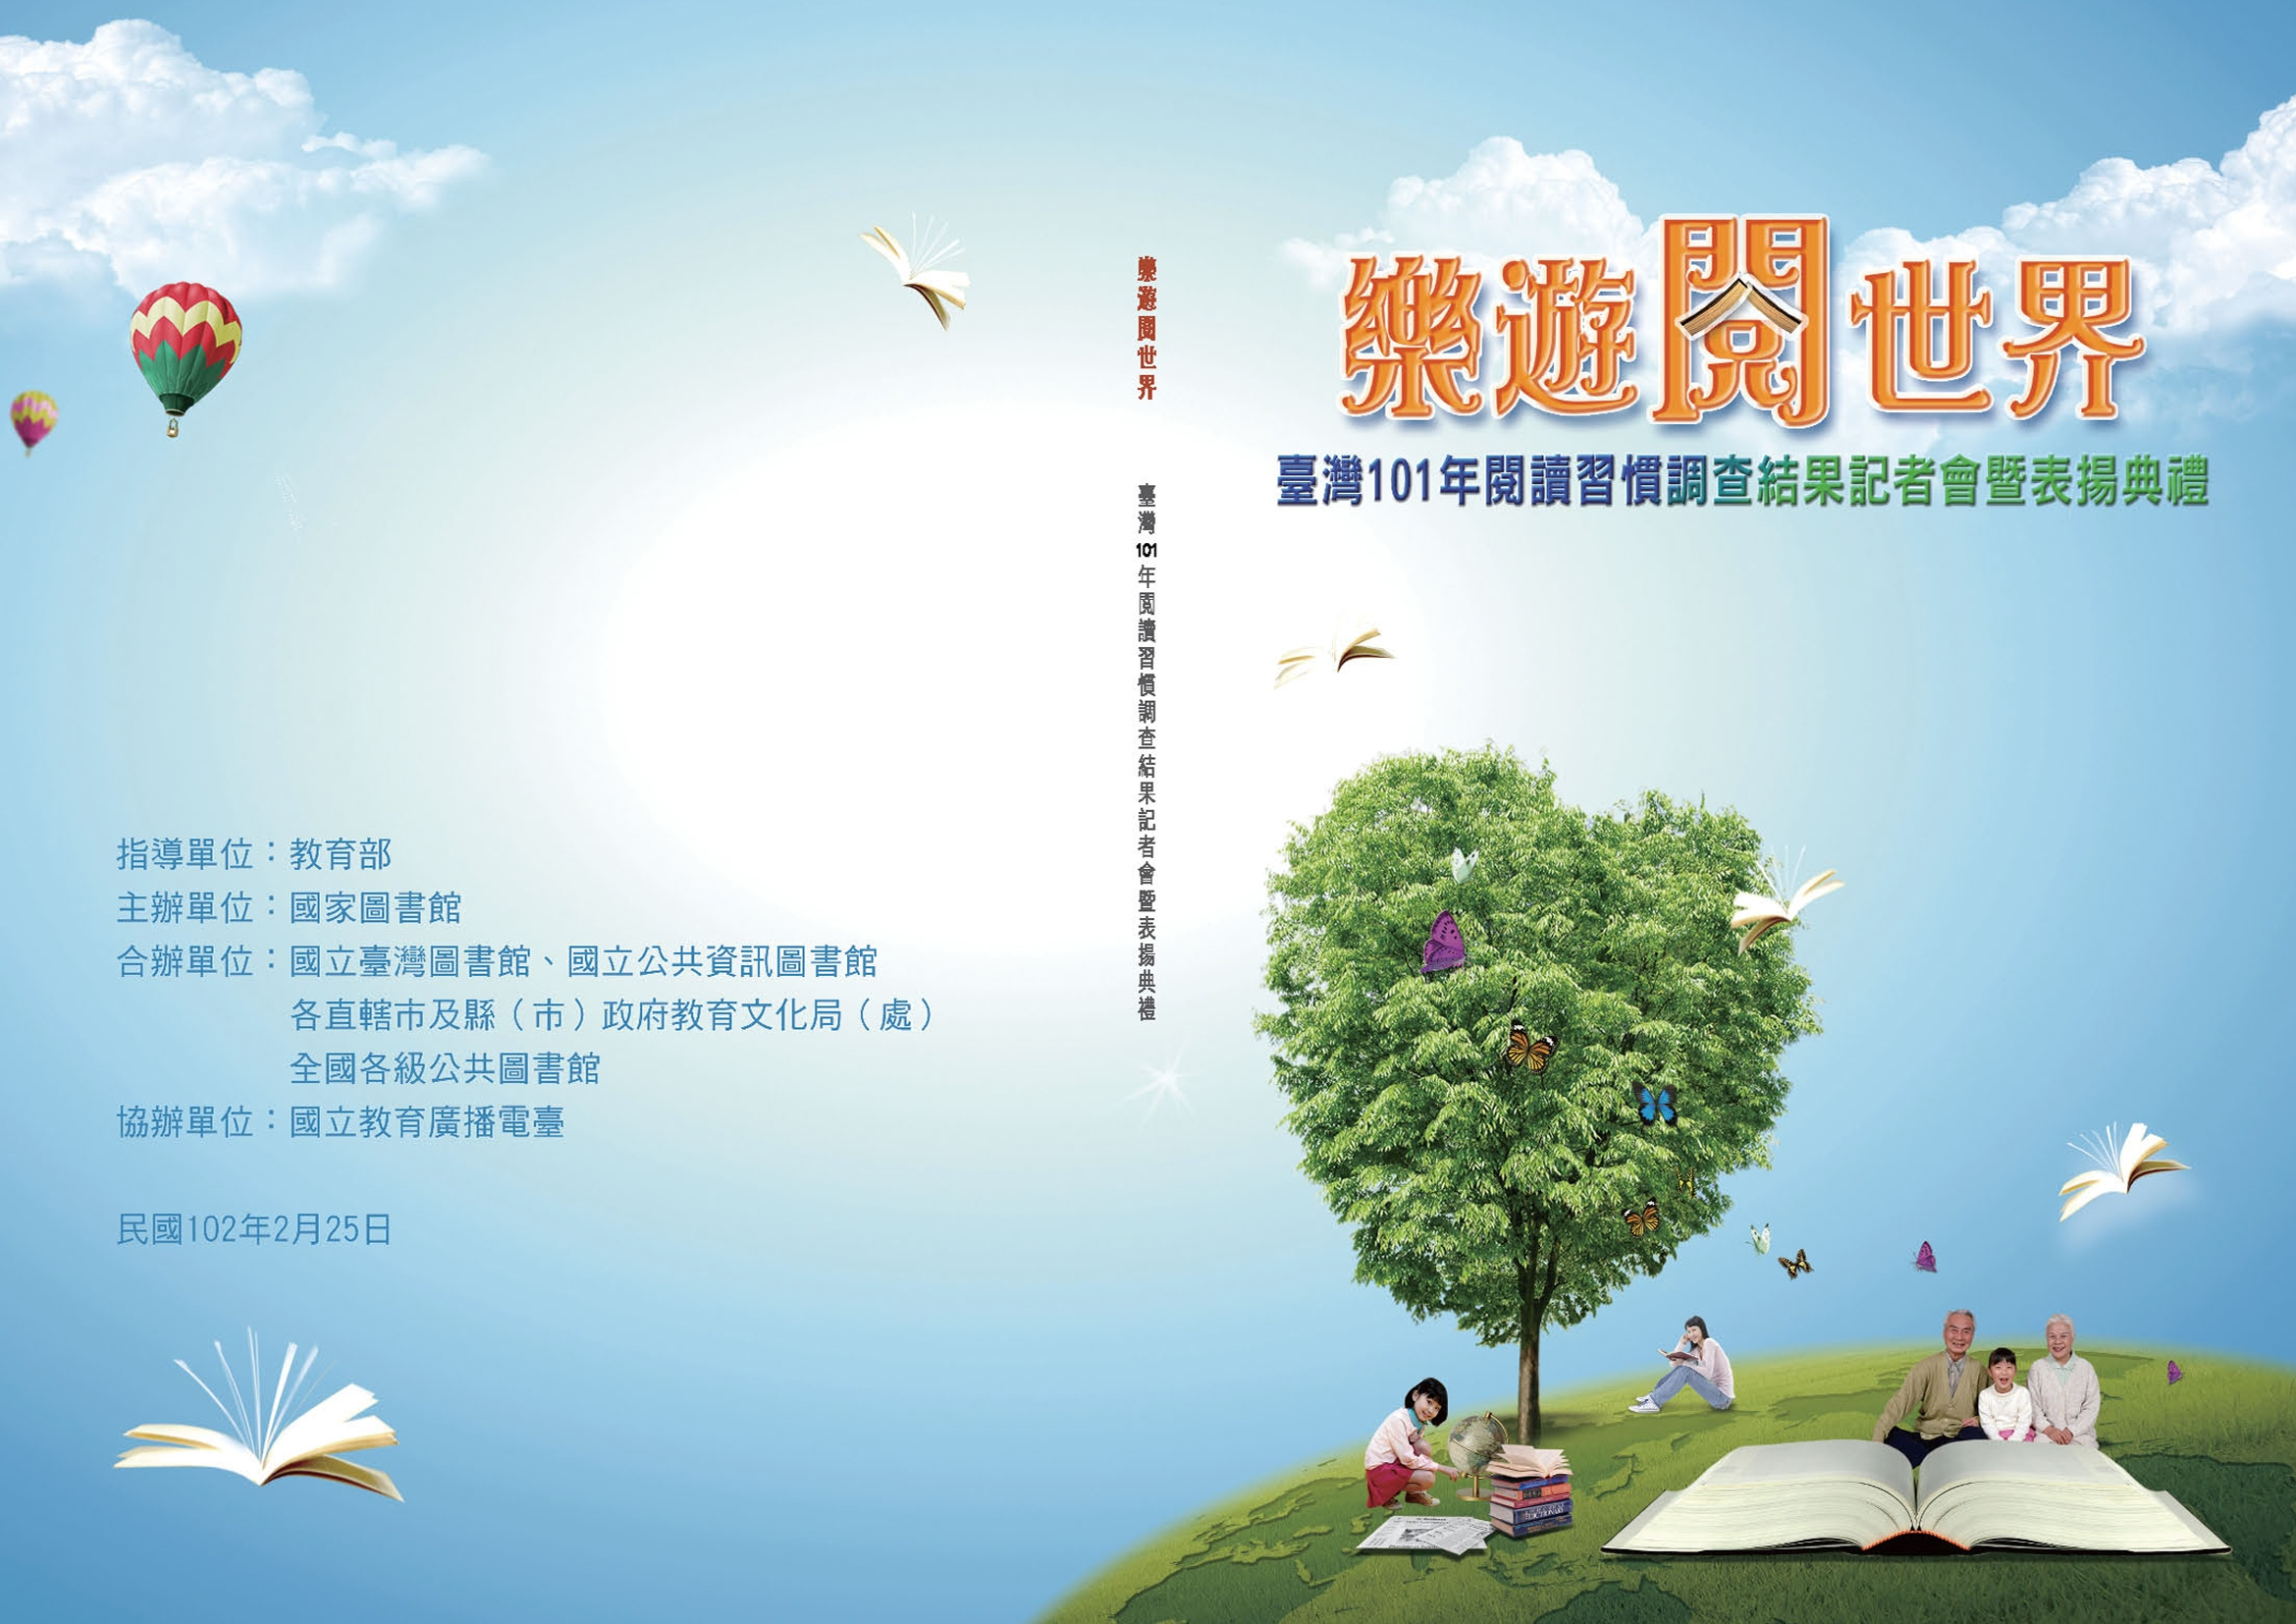 樂遊閱世界
臺灣101年閱讀習慣調查結果記者會暨表揚典禮
樂遊閱世界
臺灣101年閱讀習慣調查結果記者會暨表揚典禮
指導單位：教育部
主辦單位：國家圖書館
合辦單位：國立臺灣圖書館、國立公共資訊圖書館
各直轄市及縣（市）政府教育文化局（處）
全國各級公共圖書館
協辦單位：國立教育廣播電臺
民國102年2月25日
DICTIONARY